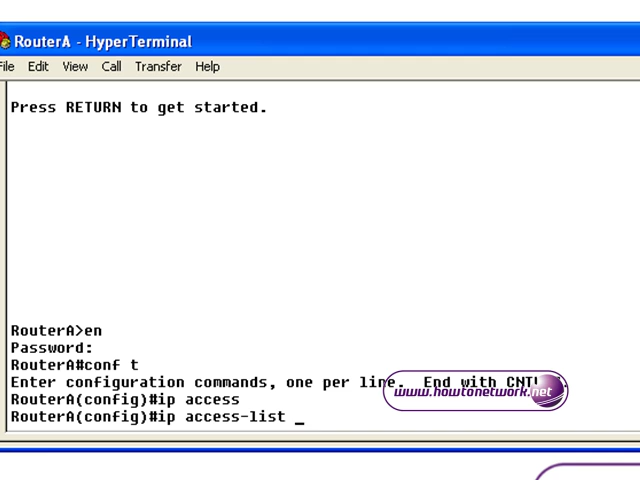 RouterA - HyperTerminal
File Edit View Call Transfer Help
Press RETURN to get started.
RouterA>en
Password:
RouterA#conf t
Enter configuration commands, one per line. End with CNTL
RouterA(config)#ip access
www.howtonetwork.net
RouterA(config)#ip access-list _